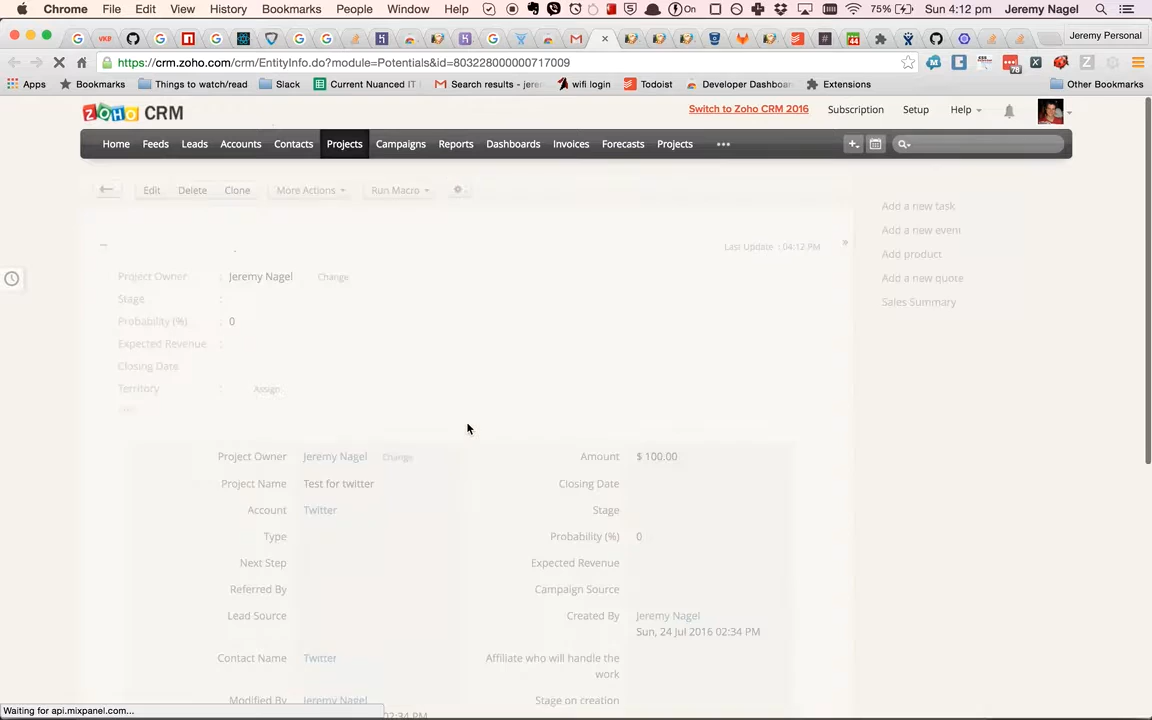 Chrome File Edit View History Bookmarks People Window Help On 75% Sun 4:12 pm Jeremy Nagel
Jeremy Personal
https://crm.zoho.com/crm/EntityInfo.do?module=Potentials&id=803228000000717009
Apps Bookmarks Things to watch/read Slack Current Nuanced IT Search results - jere wifi login Todoist Developer Dashboa Extensions Other Bookmarks
ZOHO CRM Switch to Zoho CRM 2016 Subscription Setup Help
Home Feeds Leads Accounts Contacts Projects Campaigns Reports Dashboards Invoices Forecasts Projects •••
Edit Delete Clone More Actions Run Macro
Add a new task
Add a new event
Add product
Add a new quote
Sales Summary
Last Update : 04:12 PM »
Project Owner : Jeremy Nagel Change
Stage :
Probability (%) : 0
Expected Revenue :
Closing Date
Territory : Assign
Project Owner Jeremy Nagel Change Amount $ 100.00
Project Name Test for twitter Closing Date
Account Twitter Stage
Type Probability (%) 0
Next Step Expected Revenue
Referred By Campaign Source
Lead Source Created By Jeremy Nagel
Sun, 24 Jul 2016 02:34 PM
Contact Name Twitter Affiliate who will handle the
work
Modified By Jeremy Nagel Stage on creation
02:34 PM
Waiting for api.mixpanel.com...